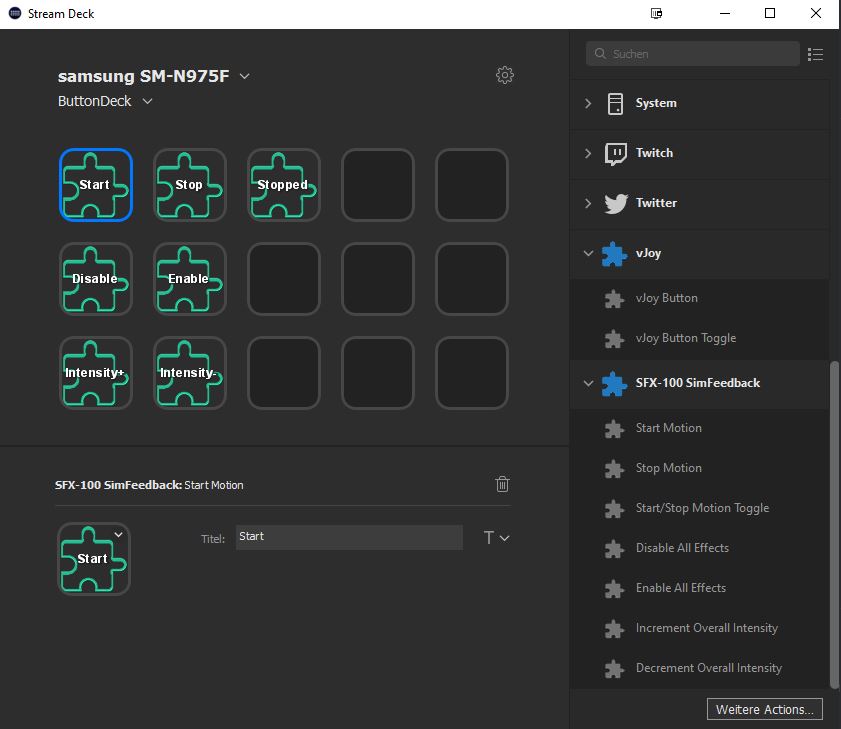 Stream Deck
samsung SM-N975F
ButtonDeck
Start
Stop
Stopped
Disable
Enable
Intensity+
Intensity-
SFX-100 SimFeedback: Start Motion
Start
Titel:
Start
T
Suchen
System
Twitch
Twitter
vJoy
vJoy Button
vJoy Button Toggle
SFX-100 SimFeedback
Start Motion
Stop Motion
Start/Stop Motion Toggle
Disable All Effects
Enable All Effects
Increment Overall Intensity
Decrement Overall Intensity
Weitere Actions...